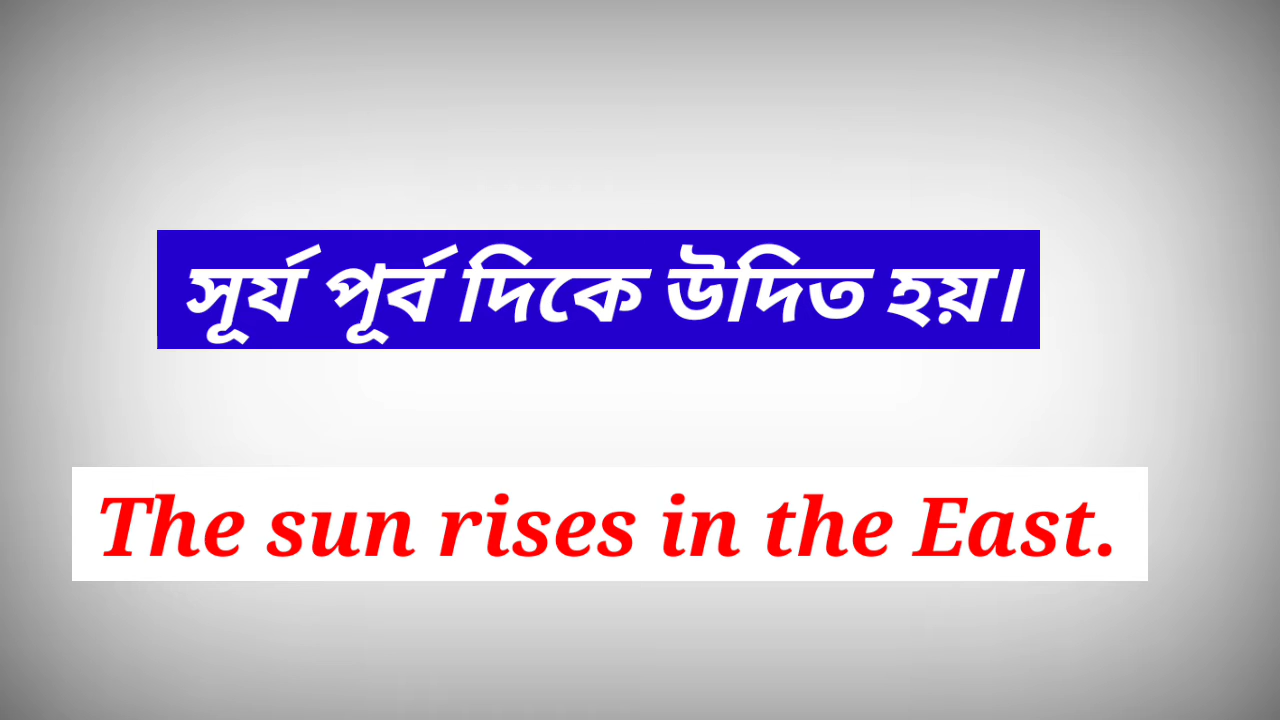 সূর্য পূর্ব দিকে উদিত হয়।
The sun rises in the East.